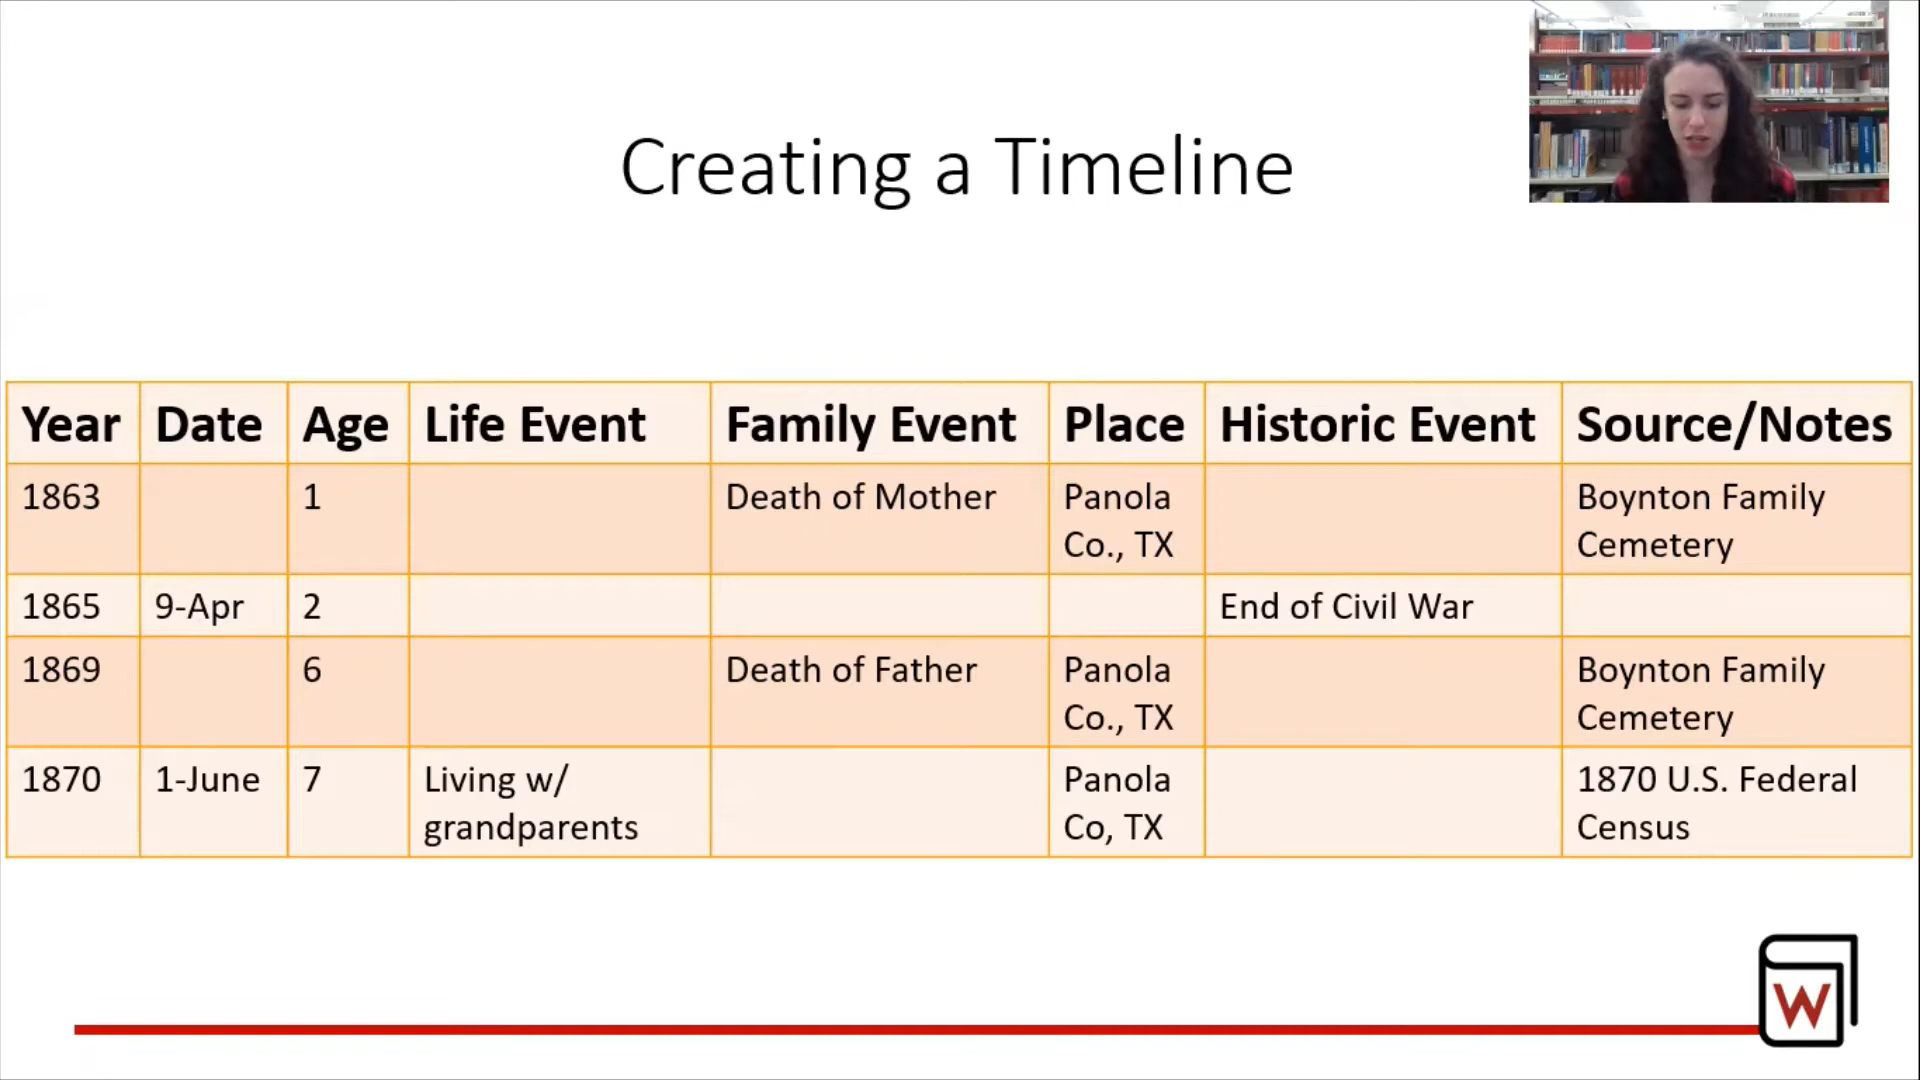 Creating a Timeline
Year Date Age Life Event Family Event Place Historic Event Source/Notes
1863 1 Death of Mother Panola Boynton Family
Co., TX Cemetery
1865 9-Apr 2 End of Civil War
1869 6 Death of Father Panola Boynton Family
Co., TX Cemetery
1870 1-June 7 Living w/ Panola 1870 U.S. Federal
grandparents Co, TX Census
W